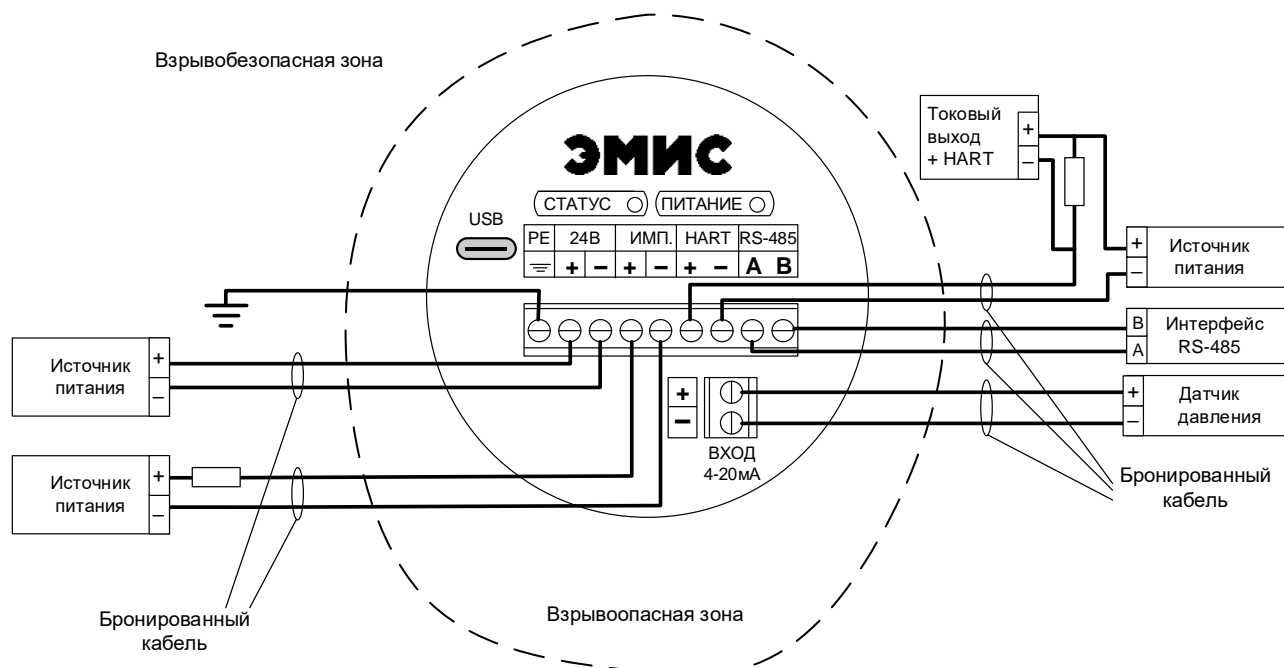 Взрывобезопасная зона
ЭМИС
СТАТУС ПИТАНИЕ
USB
PE 24В ИМП. HART RS-485
+ − + − + − A B
Токовый
выход
+ HART
+
−
+
−
Источник
питания
B
A
Интерфейс
RS-485
+
−
Датчик
давления
Источник
питания
+
−
+
−
ВХОД
4-20мА
Источник
питания
+
−
Бронированный
кабель
Бронированный
кабель
Взрывоопасная зона